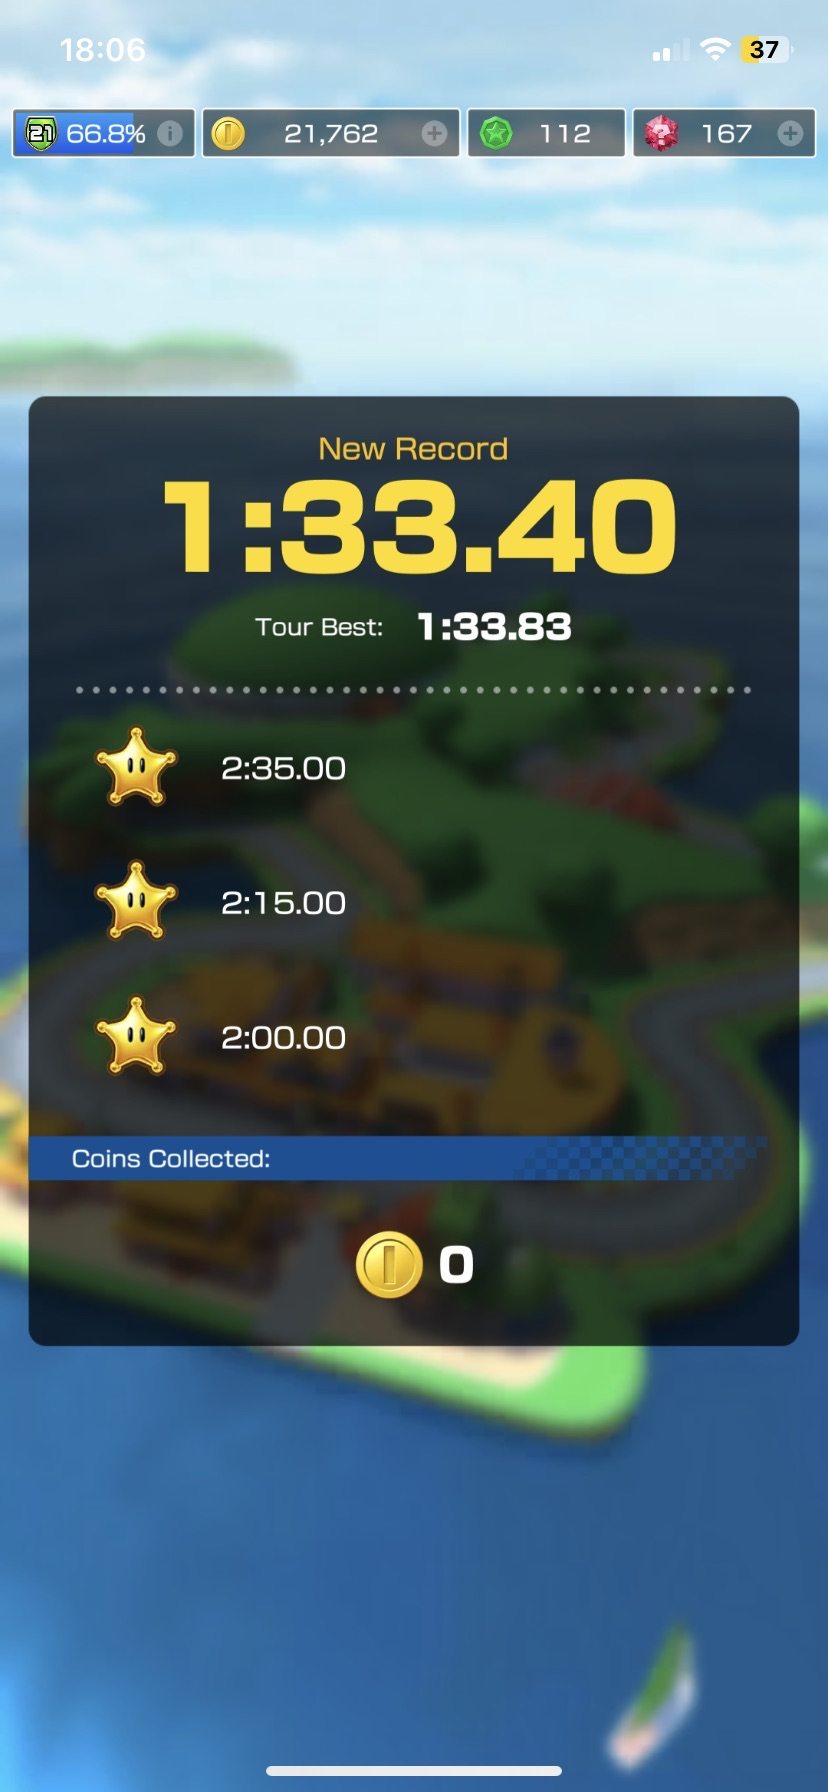 18:06
37
21 66.8% i
21,762 +
112
? 167 +
New Record
1:33.40
Tour Best: 1:33.83
2:35.00
2:15.00
2:00.00
Coins Collected:
0